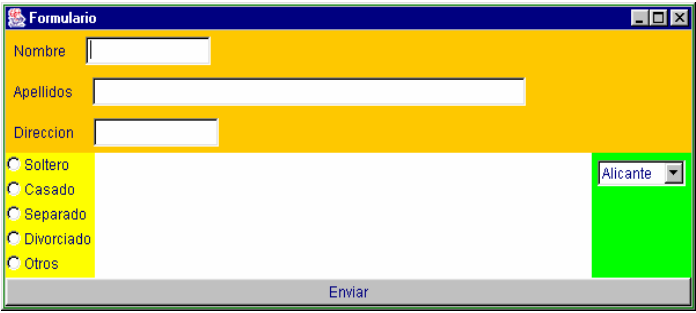 Formulario
Nombre
Apellidos
Direccion
Soltero
Alicante
Casado
Separado
Divorciado
Otros
Enviar